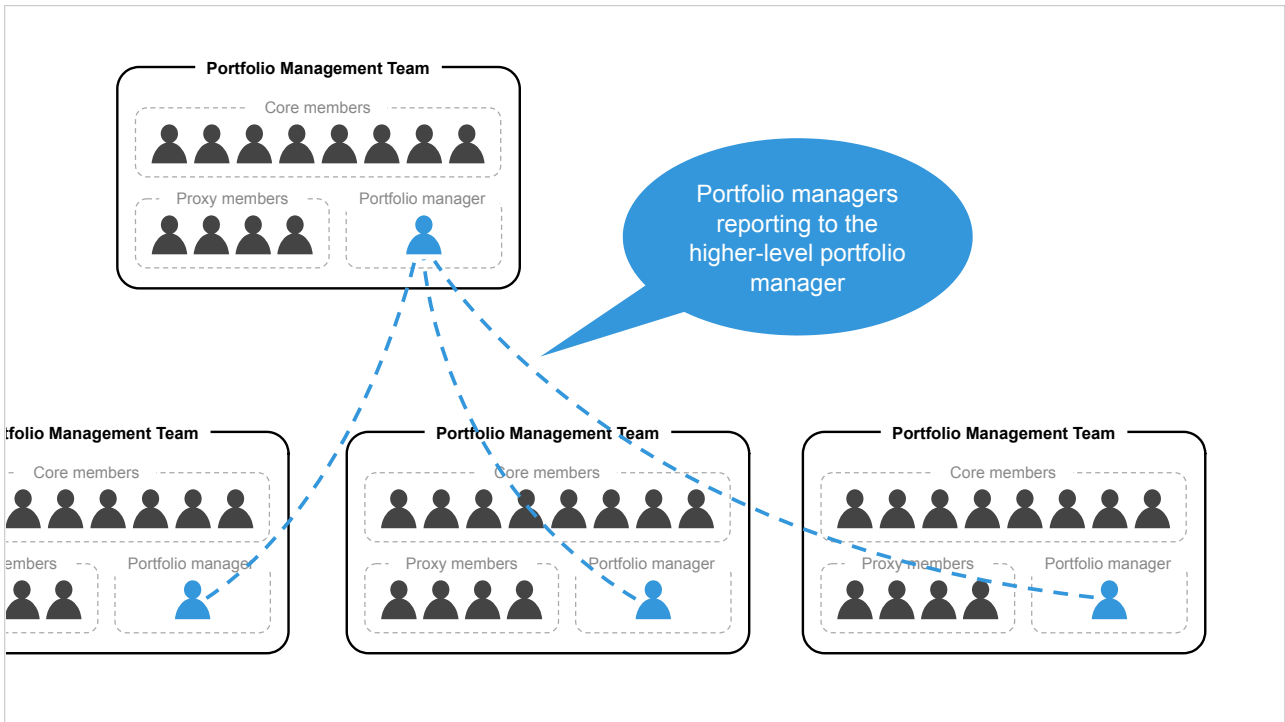 Portfolio Management Team
Core members
Proxy members
Portfolio manager
Portfolio managers
reporting to the
higher-level portfolio
manager
tfolio Management Team
Core members
embers
Portfolio manager
Portfolio Management Team
Core members
Proxy members
Portfolio manager
Portfolio Management Team
Core members
Proxy members
Portfolio manager